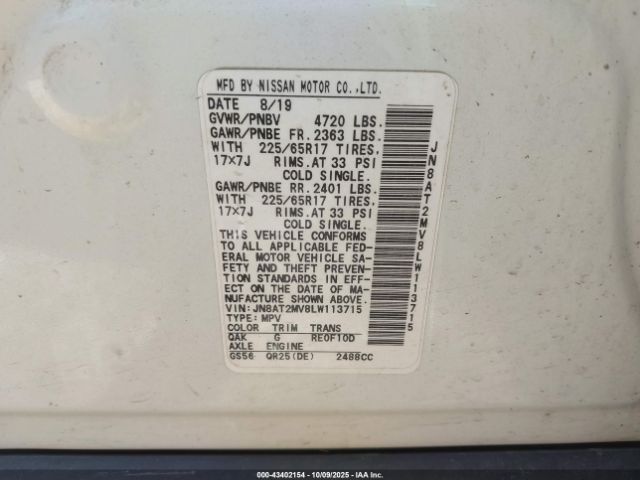 MFD BY NISSAN MOTOR CO.,LTD.
DATE 8/19
GVWR/PNBV 4720 LBS.
GAWR/PNBE FR. 2363 LBS.
WITH 225/65R17 TIRES,
17X7J RIMS.AT 33 PSI
COLD SINGLE.
GAWR/PNBE RR. 2401 LBS.
WITH 225/65R17 TIRES,
17X7J RIMS.AT 33 PSI
COLD SINGLE.
THIS VEHICLE CONFORMS
TO ALL APPLICABLE FED-
ERAL MOTOR VEHICLE SA-
FETY AND THEFT PREVEN-
TION STANDARDS IN EFF-
ECT ON THE DATE OF MA-
NUFACTURE SHOWN ABOVE.
VIN: JN8AT2MV8LW113715
TYPE: MPV
COLOR TRIM TRANS
QAK G RE0F10D
AXLE ENGINE
GS56 QR25(DE) 2488CC
JN8AT2MV8LW113715
000-43402154 - 10/09/2025 - IAA Inc.